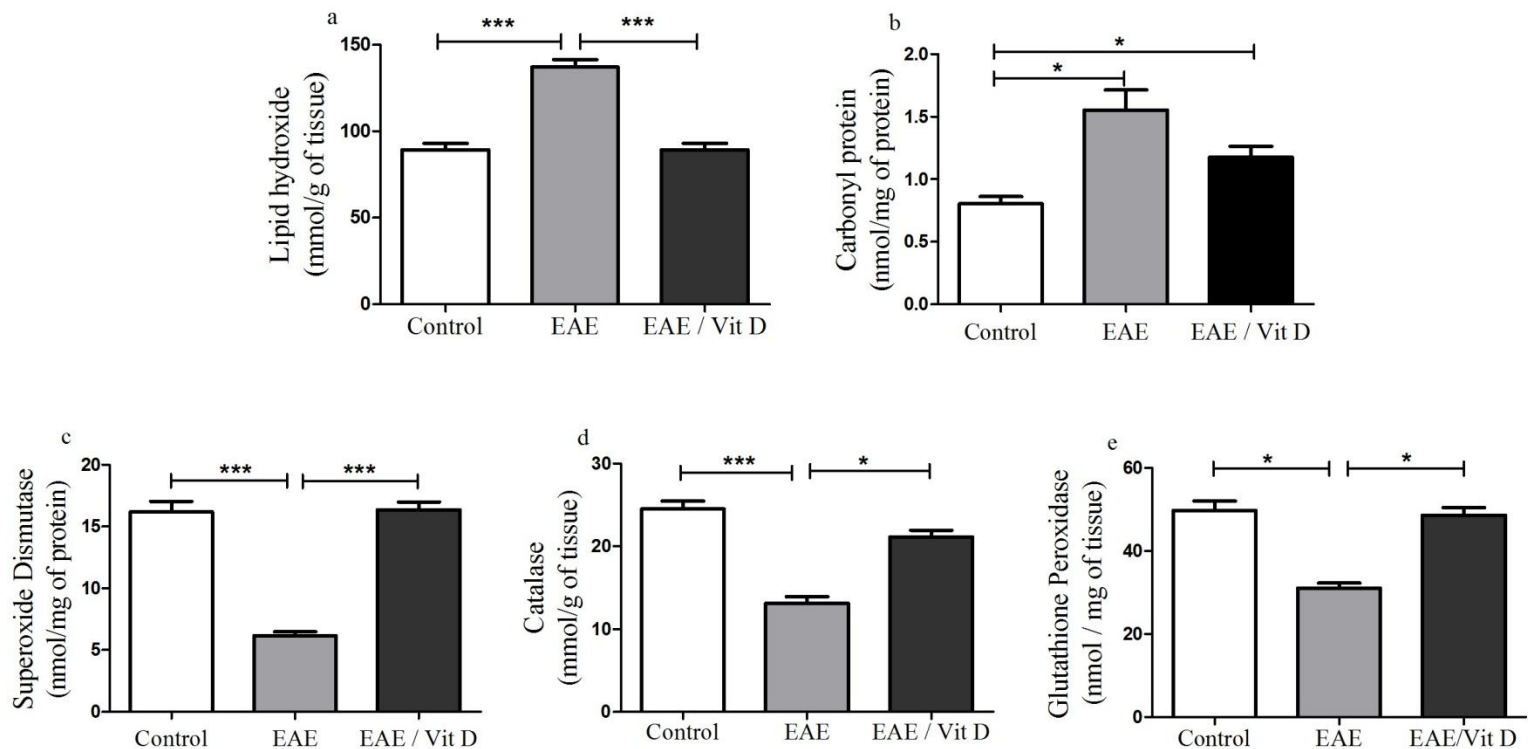 a
***
***
Lipid hydroxide
(mmol/g of tissue)
150
100
50
0
Control
EAE
EAE / Vit D
b
*
*
Carbonyl protein
(nmol/mg of protein)
2.0
1.5
1.0
0.5
0.0
Control
EAE
EAE / Vit D
c
***
***
Superoxide Dismutase
(nmol/mg of protein)
20
15
10
5
0
Control
EAE
EAE / Vit D
d
***
*
Catalase
(mmol/g of tissue)
30
20
10
0
Control
EAE
EAE / Vit D
e
*
*
Glutathione Peroxidase
(nmol / mg of tissue)
60
40
20
0
Control
EAE
EAE/Vit D